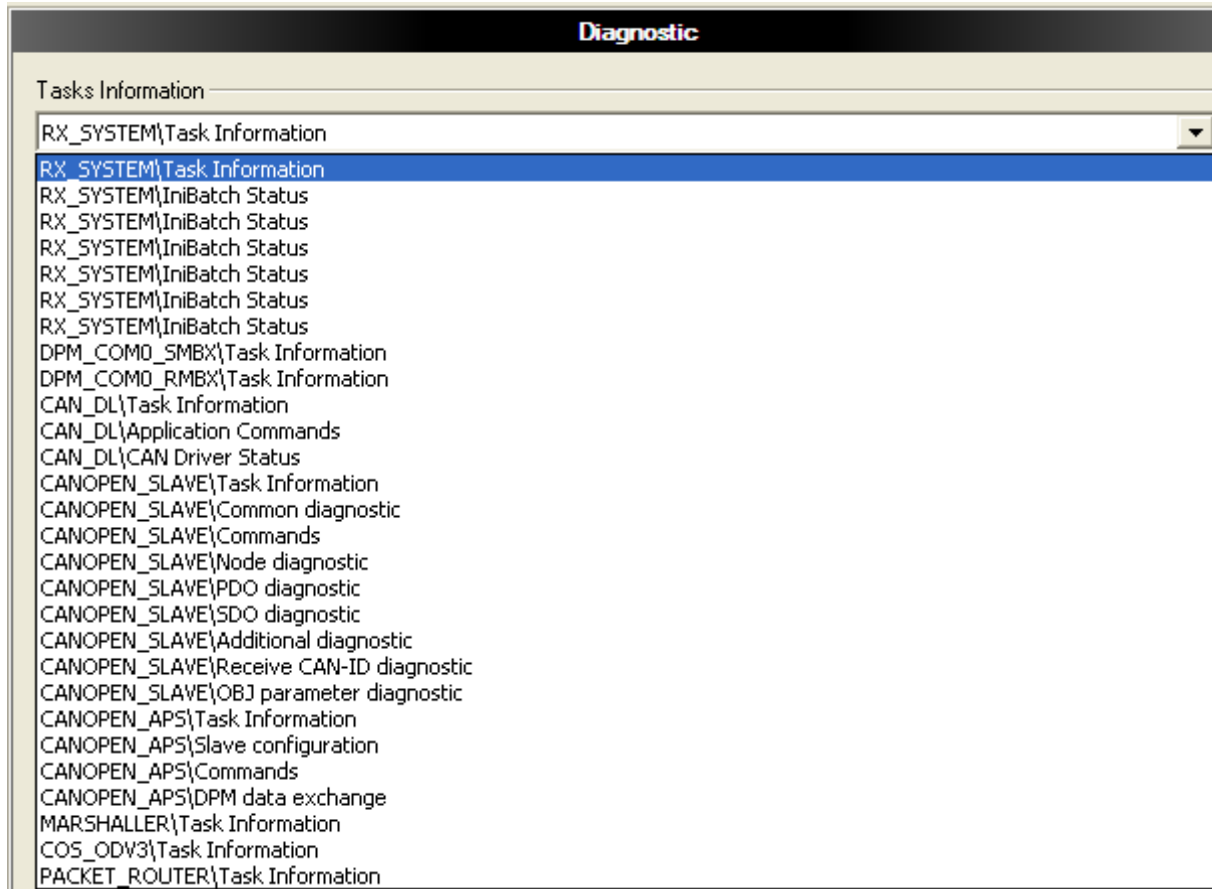 Diagnostic
Tasks Information
RX_SYSTEM\Task Information
RX_SYSTEM\Task Information
RX_SYSTEM\IniBatch Status
RX_SYSTEM\IniBatch Status
RX_SYSTEM\IniBatch Status
RX_SYSTEM\IniBatch Status
RX_SYSTEM\IniBatch Status
RX_SYSTEM\IniBatch Status
DPM_COM0_SMBX\Task Information
DPM_COM0_RMBX\Task Information
CAN_DL\Task Information
CAN_DL\Application Commands
CAN_DL\CAN Driver Status
CANOPEN_SLAVE\Task Information
CANOPEN_SLAVE\Common diagnostic
CANOPEN_SLAVE\Commands
CANOPEN_SLAVE\Node diagnostic
CANOPEN_SLAVE\PDO diagnostic
CANOPEN_SLAVE\SDO diagnostic
CANOPEN_SLAVE\Additional diagnostic
CANOPEN_SLAVE\Receive CAN-ID diagnostic
CANOPEN_SLAVE\OBJ parameter diagnostic
CANOPEN_APS\Task Information
CANOPEN_APS\Slave configuration
CANOPEN_APS\Commands
CANOPEN_APS\DPM data exchange
MARSHALLER\Task Information
COS_ODV3\Task Information
PACKET_ROUTER\Task Information